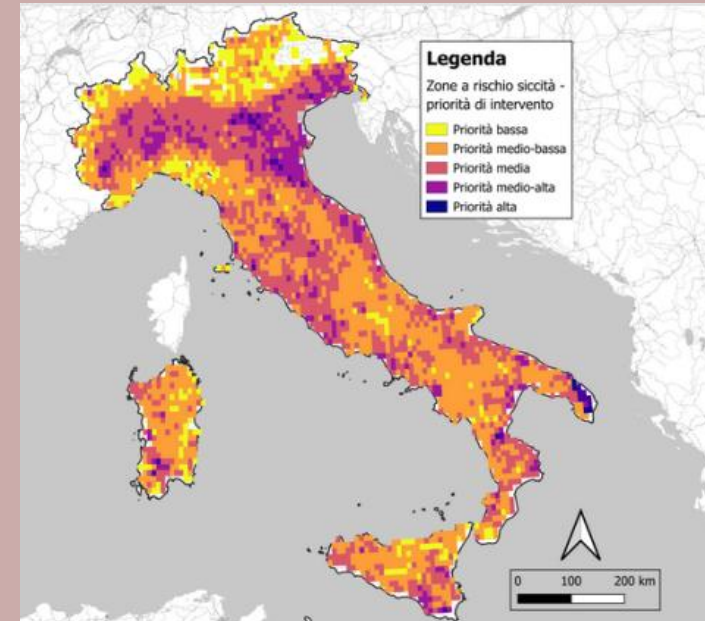 Legenda
Zone a rischio siccità -
priorità di intervento
Priorità bassa
Priorità medio-bassa
Priorità media
Priorità medio-alta
Priorità alta
0 100 200 km